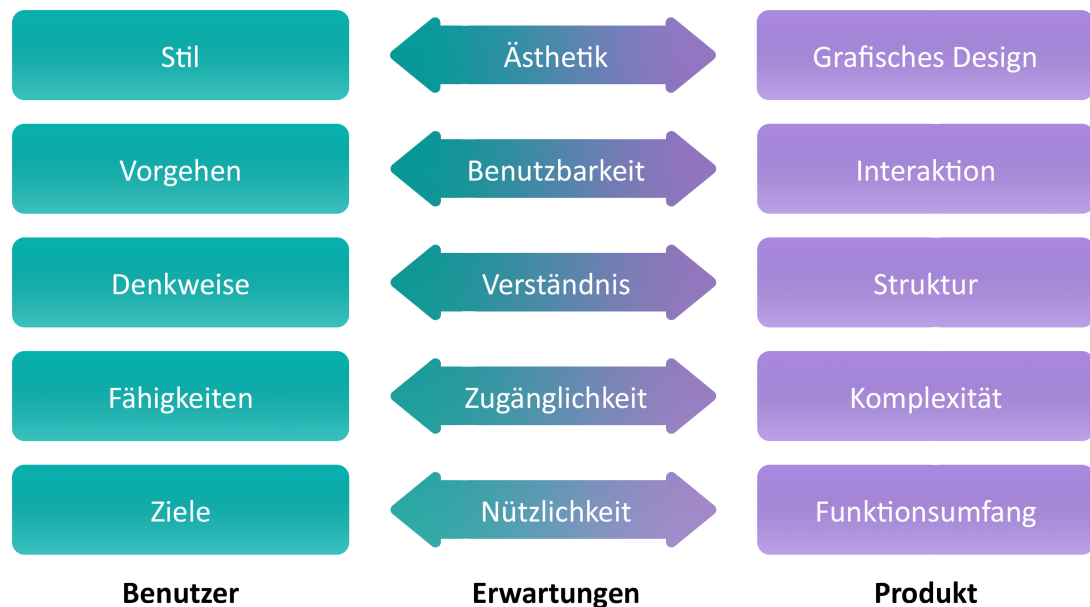 Stil
Ästhetik
Grafisches Design
Vorgehen
Benutzbarkeit
Interaktion
Denkweise
Verständnis
Struktur
Fähigkeiten
Zugänglichkeit
Komplexität
Ziele
Nützlichkeit
Funktionsumfang
Benutzer
Erwartungen
Produkt